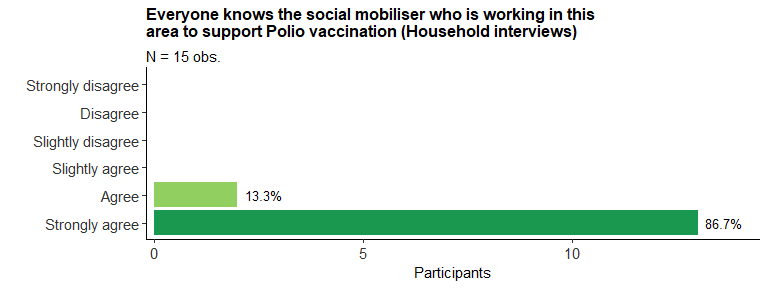 Everyone knows the social mobiliser who is working in this
area to support Polio vaccination (Household interviews)
N = 15 obs.
Strongly disagree
Disagree
Slightly disagree
Slightly agree
Agree
13.3%
Strongly agree
86.7%
0
5
10
Participants